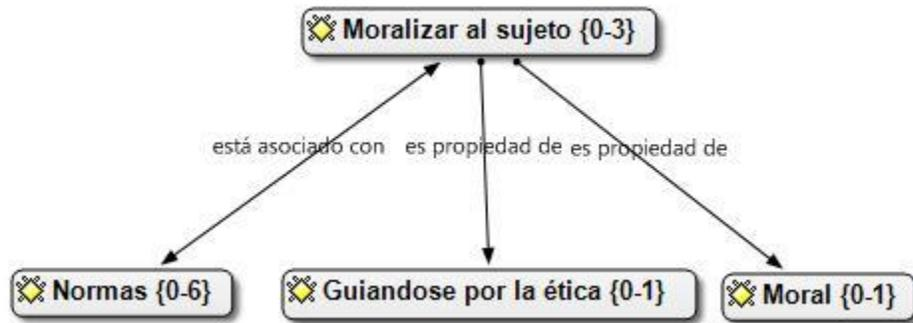 Moralizar al sujeto {0-3}
está asociado con
es propiedad de
es propiedad de
Normas {0-6}
Guiandose por la ética {0-1}
Moral {0-1}